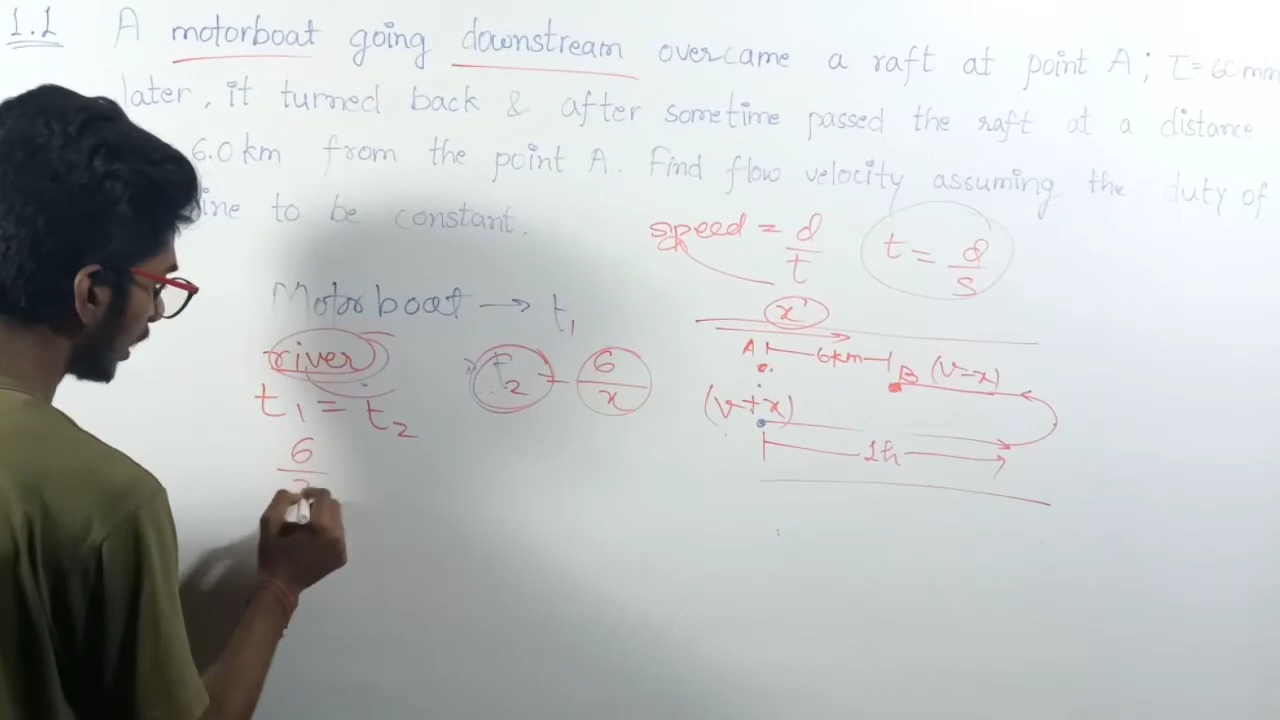 1.1 A motorboat going downstream overcame a raft at point A; τ = 60 min
later, it turned back & after sometime passed the raft at a distance
6.0 km from the point A. Find flow velocity assuming the duty of
to be constant.
speed = d/t
t = d/s
Motorboat → t₁
x
river
t₂ = 6/x
A 6km B (v-x)
t₁ = t₂
(v+x)
1h
6